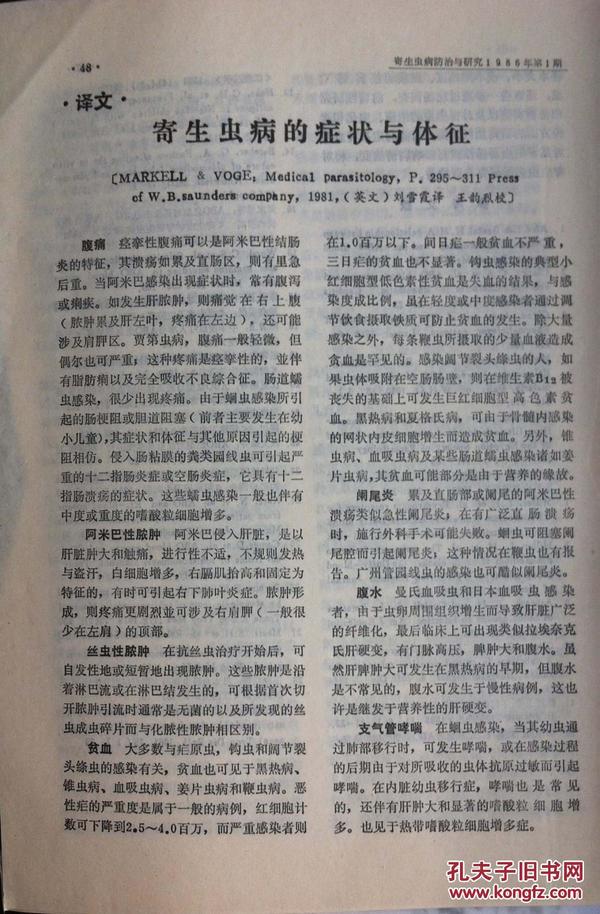 ·48·
寄生虫病防治与研究1986年第1期
·译文·
寄生虫病的症状与体征
〔MARKELL & VOGE: Medical parasitology, P. 295～311 Press
of W.B.saunders company, 1981,(英文)刘雪霞译 王韵 校〕
腹痛 痉挛性腹痛可以是阿米巴性结肠
炎的特征,其溃疡如累及直肠区,则有里急
后重。当阿米巴感染出现症状时,常有腹泻
或痢疾。如发生肝脓肿,则痛觉在右上腹
(脓肿累及肝左叶,疼痛在左边),还可能
涉及肩胛区。贾第虫病,腹痛一般轻微,但
偶尔也可严重;这种疼痛是痉挛性的,並伴
有脂肪痢以及完全吸收不良综合征。肠道蠕
虫感染,很少出现疼痛。由于蛔虫感染所引
起的肠梗阻或胆道阻塞(前者主要发生在幼
小儿童),其症状和体征与其他原因引起的梗
阻相仿。侵入肠粘膜的粪类园线虫可引起严
重的十二指肠炎症或空肠炎症,它具有十二
指肠溃疡的症状。这些蠕虫感染一般也伴有
中度或重度的嗜酸粒细胞增多。
阿米巴性脓肿 阿米巴侵入肝脏,是以
肝脏肿大和触痛,进行性不适,不规则发热
与盗汗,白细胞增多,右膈肌抬高和固定为
特征的,有时可引起右下肺叶炎症。脓肿形
成,则疼痛更剧烈並可涉及右肩胛(一般很
少在左肩)的顶部。
丝虫性脓肿 在抗丝虫治疗开始后,可
自发性地或短暂地出现脓肿。这些脓肿是沿
着淋巴流或在淋巴结发生的,可根据首次切
开脓肿引流时通常是无菌的以及所发现的丝
虫成虫碎片而与化脓性脓肿相区别。
贫血 大多数与疟原虫,钩虫和阔节裂
头绦虫的感染有关,贫血也可见于黑热病、
锥虫病、血吸虫病、姜片虫病和鞭虫病。恶
性疟的严重度是属于一般的病例,红细胞计
数可下降到2.5～4.0百万,而严重感染者则
在1.0百万以下。间日疟一般贫血不严重,
三日疟的贫血也不显著。钩虫感染的典型小
红细胞型低色素性贫血是失血的结果,与感
染度成比例,虽在轻度或中度感染者通过调
节饮食摄取铁质可防止贫血的发生。除大量
感染之外,每条鞭虫所摄取的少量血液造成
贫血是罕见的。感染阔节裂头绦虫的人,如
果虫体吸附在空肠肠壁,则在维生素B12被
丧失的基础上可发生巨红细胞型高色素贫
血。黑热病和夏格氏病,可由于骨髓内感染
的网状内皮细胞增生而造成贫血。另外,锥
虫病、血吸虫病及某些肠道蠕虫感染诸如姜
片虫病,其贫血可能部分是由于营养的缘故。
阑尾炎 累及直肠部或阑尾的阿米巴性
溃疡类似急性阑尾炎;在有广泛直肠溃疡
时,施行外科手术可能失败。蛔虫可阻塞阑
尾腔而引起阑尾炎,这种情况在鞭虫也有报
告。广州管园线虫的感染也可酷似阑尾炎。
腹水 曼氏血吸虫和日本血吸虫感染
者,由于虫卵周围组织增生而导致肝脏广泛
的纤维化,最后临床上可出现类似拉埃奈克
氏肝硬变,有门脉高压,脾肿大和腹水。虽
然肝脾肿大可发生在黑热病的早期,但腹水
是不常见的,腹水可发生于慢性病例,这也
许是继发于营养性的肝硬变。
支气管哮喘 在蛔虫感染,当其幼虫通
过肺部移行时,可发生哮喘,或在感染过程
的后期由于对所吸收的虫体抗原过敏而引起
哮喘。在内脏幼虫移行症,哮喘也是常见
的,还伴有肝肿大和显著的嗜酸粒细胞增
多。也见于热带嗜酸粒细胞增多症。
孔夫子旧书网
www.kongfz.com